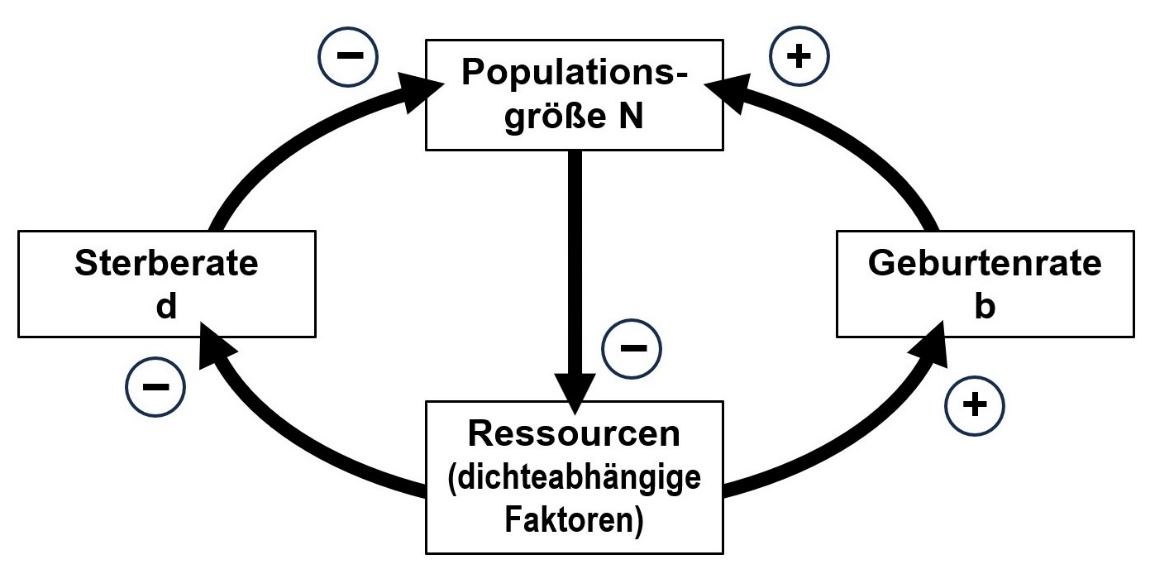 −
Populations-
größe N
+
Sterberate
d
Geburtenrate
b
−
−
+
Ressourcen
(dichteabhängige
Faktoren)